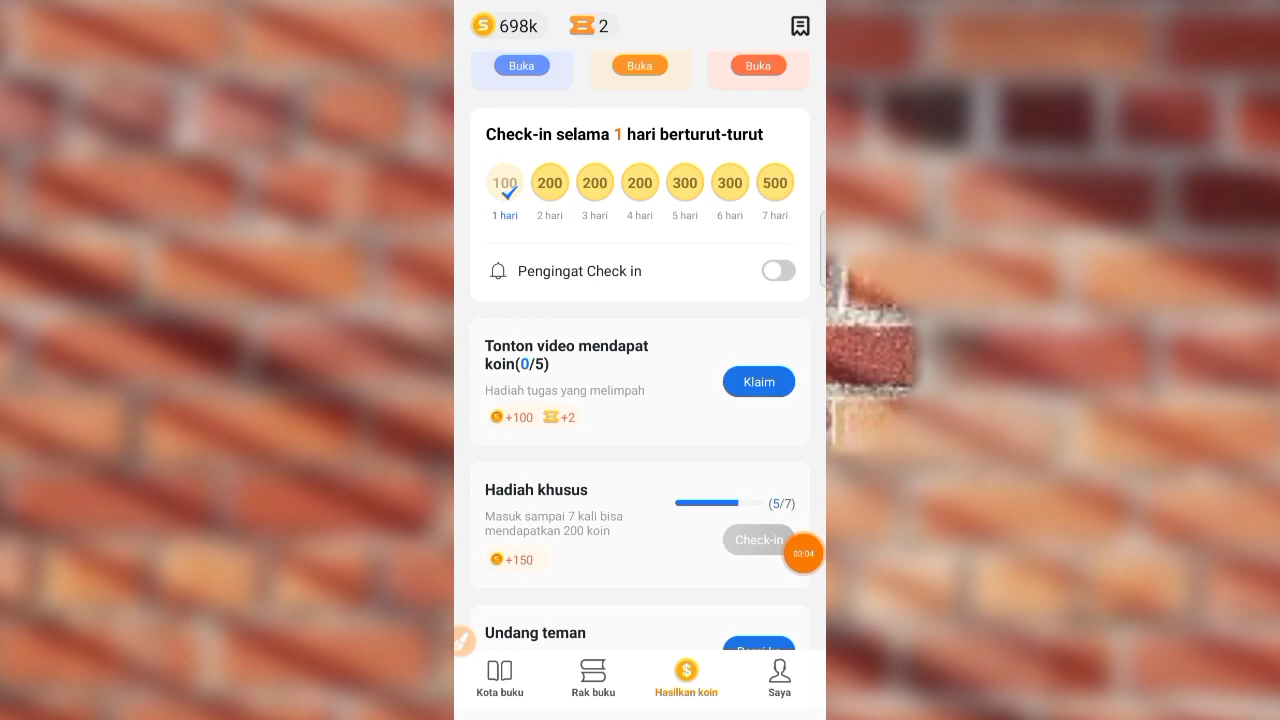 698k 2
Buka Buka Buka
Check-in selama 1 hari berturut-turut
100 200 200 200 300 300 500
1 hari 2 hari 3 hari 4 hari 5 hari 6 hari 7 hari
Pengingat Check in
Tonton video mendapat
koin(0/5)
Klaim
Hadiah tugas yang melimpah
+100 +2
Hadiah khusus
(5/7)
Masuk sampai 7 kali bisa
mendapatkan 200 koin
Check-in
03:04
+150
Undang teman
Kota buku Rak buku Hasilkan koin Saya